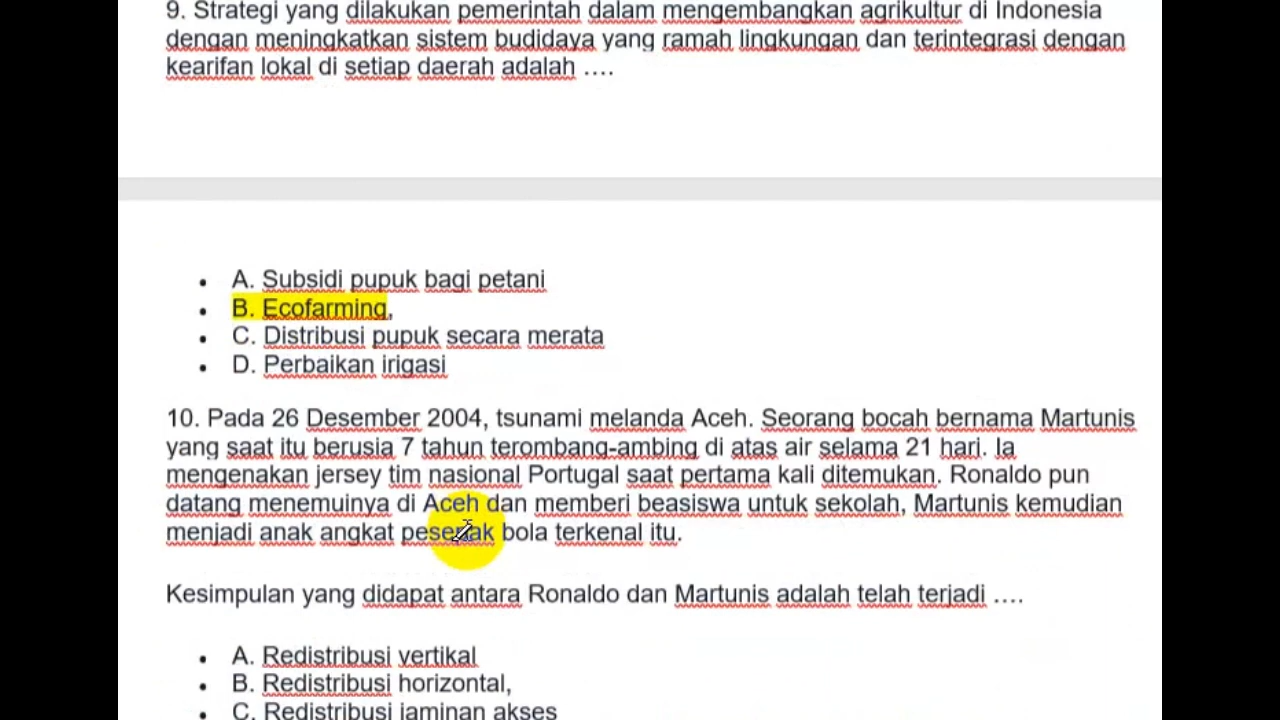 9. Strategi yang dilakukan pemerintah dalam mengembangkan agrikultur di Indonesia
dengan meningkatkan sistem budidaya yang ramah lingkungan dan terintegrasi dengan
kearifan lokal di setiap daerah adalah ….
• A. Subsidi pupuk bagi petani
• B. Ecofarming,
• C. Distribusi pupuk secara merata
• D. Perbaikan irigasi
10. Pada 26 Desember 2004, tsunami melanda Aceh. Seorang bocah bernama Martunis
yang saat itu berusia 7 tahun terombang-ambing di atas air selama 21 hari. Ia
mengenakan jersey tim nasional Portugal saat pertama kali ditemukan. Ronaldo pun
datang menemuinya di Aceh dan memberi beasiswa untuk sekolah, Martunis kemudian
menjadi anak angkat pesepak bola terkenal itu.
Kesimpulan yang didapat antara Ronaldo dan Martunis adalah telah terjadi ….
• A. Redistribusi vertikal
• B. Redistribusi horizontal,
• C. Redistribusi jaminan akses